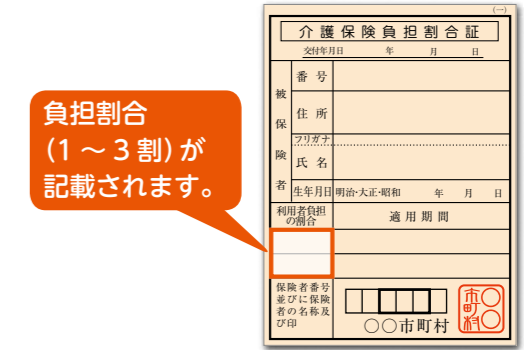 負担割合
(1～3割)が
記載されます。
(一)
介護保険負担割合証
交付年月日 年 月 日
被保険者
番号
住所
フリガナ
氏名
生年月日 明治・大正・昭和 年 月 日
利用者負担
の割合
適用期間
保険者番号
並びに保険
者の名称及
び印
○○市町村
○○
市町村